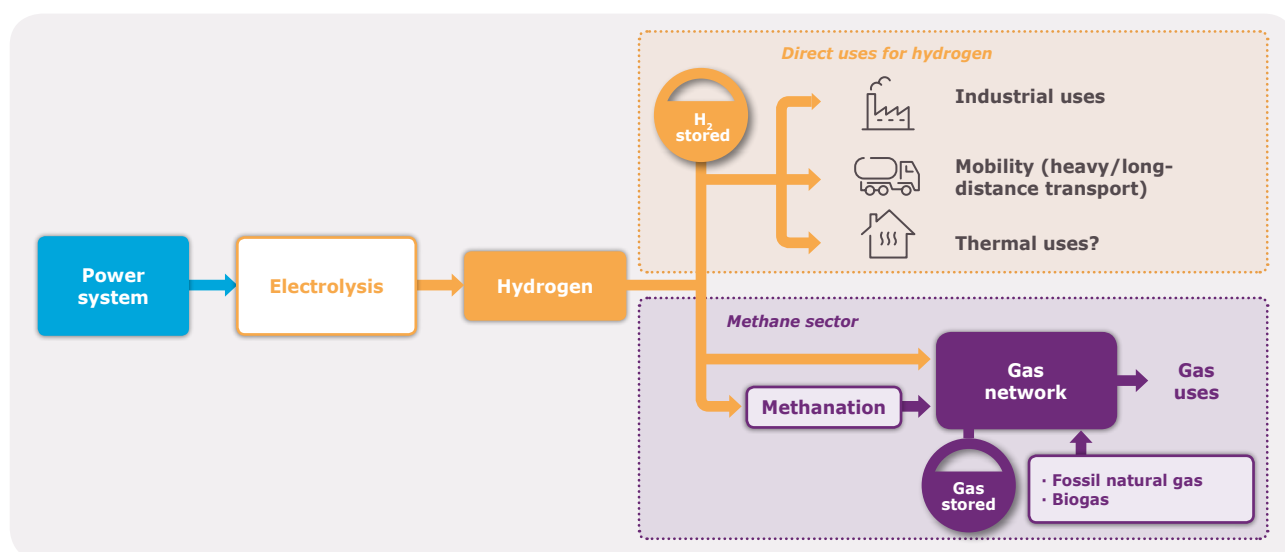 Direct uses for hydrogen
H₂
stored
Industrial uses
Mobility (heavy/long-
distance transport)
Thermal uses?
Power
system
Electrolysis
Hydrogen
Methane sector
Gas
network
Gas
uses
Methanation
Gas
stored
· Fossil natural gas
· Biogas